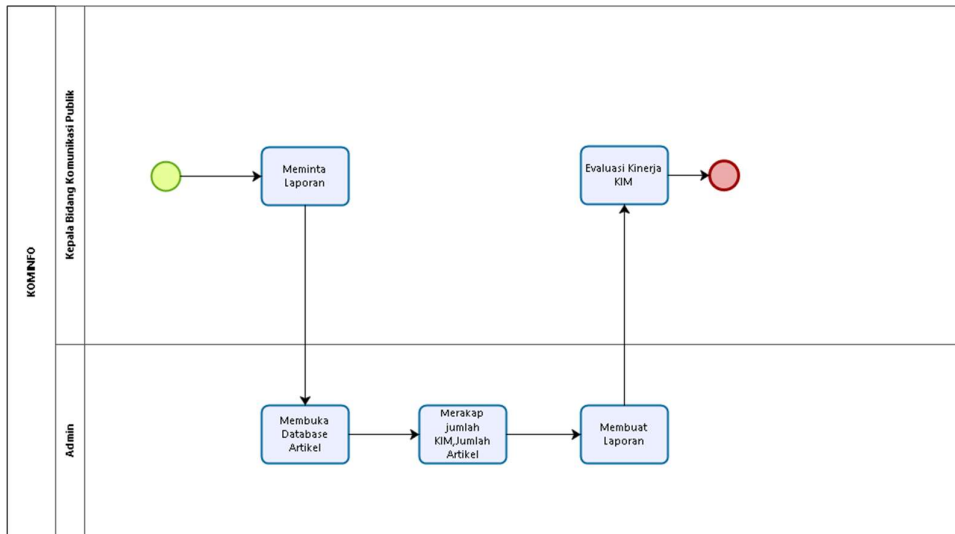 KOMINFO
Kepala Bidang Komunikasi Publik
Meminta
Laporan
Evaluasi Kinerja
KIM
Admin
Membuka
Database
Artikel
Merakap
jumlah
KIM,Jumlah
Artikel
Membuat
Laporan